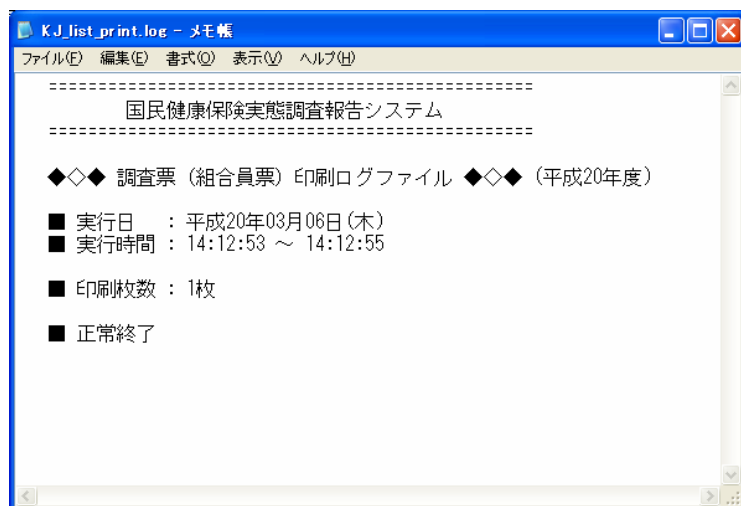 KJ_list_print.log - メモ帳
ファイル(F) 編集(E) 書式(O) 表示(V) ヘルプ(H)
=================================================
国民健康保険実態調査報告システム
=================================================
◆◇◆ 調査票（組合員票）印刷ログファイル ◆◇◆（平成20年度）
■ 実行日　 : 平成20年03月06日(木)
■ 実行時間 : 14:12:53 ～ 14:12:55
■ 印刷枚数 : 1枚
■ 正常終了